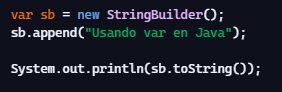 var sb = new StringBuilder();
sb.append("Usando var en Java");
System.out.println(sb.toString());